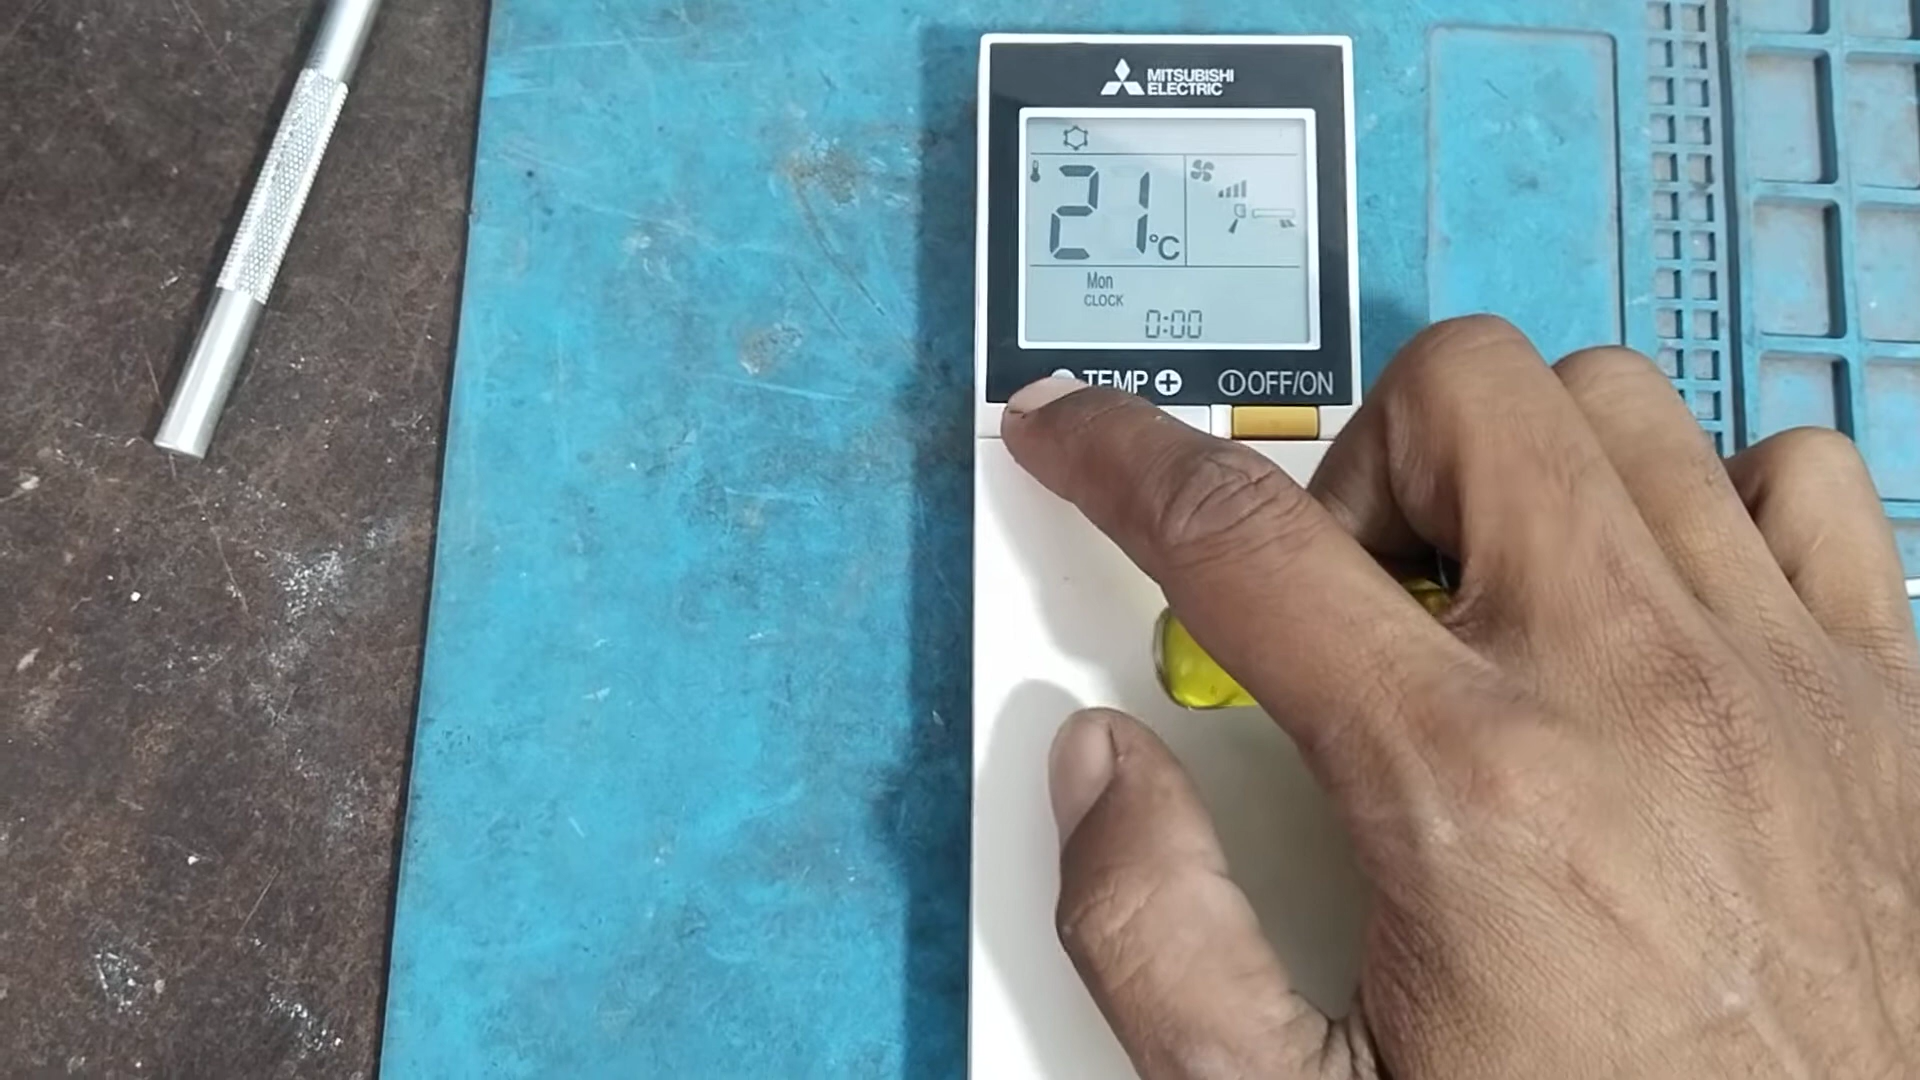 MITSUBISHI
ELECTRIC
21°C
Mon
CLOCK
0:00
TEMP + OFF/ON